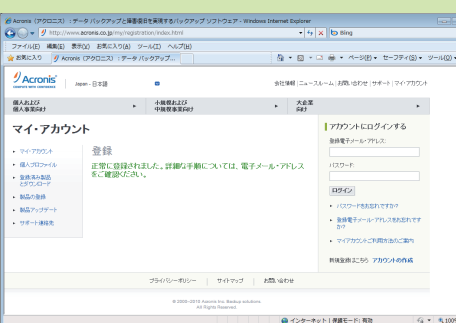 Acronis (アクロニス) : データ バックアップと障害復旧を実現するバックアップ ソフトウェア - Windows Internet Explorer
http://www.acronis.co.jp/my/registration/index.html
Bing
ファイル(F) 編集(E) 表示(V) お気に入り(A) ツール(T) ヘルプ(H)
お気に入り Acronis (アクロニス) : データ バックアップ...
ページ(P) セーフティ(S) ツール(O)
Acronis
Japan - 日本語
会社情報 | ニュースルーム | お問い合わせ | サポート | マイ・アカウント
個人および
個人事業向け
小規模および
中規模事業向け
大企業
向け
マイ・アカウント
マイ・アカウント
個人プロファイル
登録済み製品
とダウンロード
製品の登録
製品アップデート
サポート連絡先
登録
正常に登録されました。詳細な手順については、電子メール・アドレス
をご確認ください。
アカウントにログインする
登録電子メール・アドレス:
パスワード:
ログイン
パスワードをお忘れですか?
登録電子メール・アドレスをお忘れです
か?
マイアカウントご利用方法のご案内
新規登録はこちら アカウントの作成
プライバシーポリシー | サイトマップ | お問い合わせ
© 2000–2010 Acronis Inc. Backup solutions.
All Rights Reserved.
インターネット | 保護モード: 有効
100%